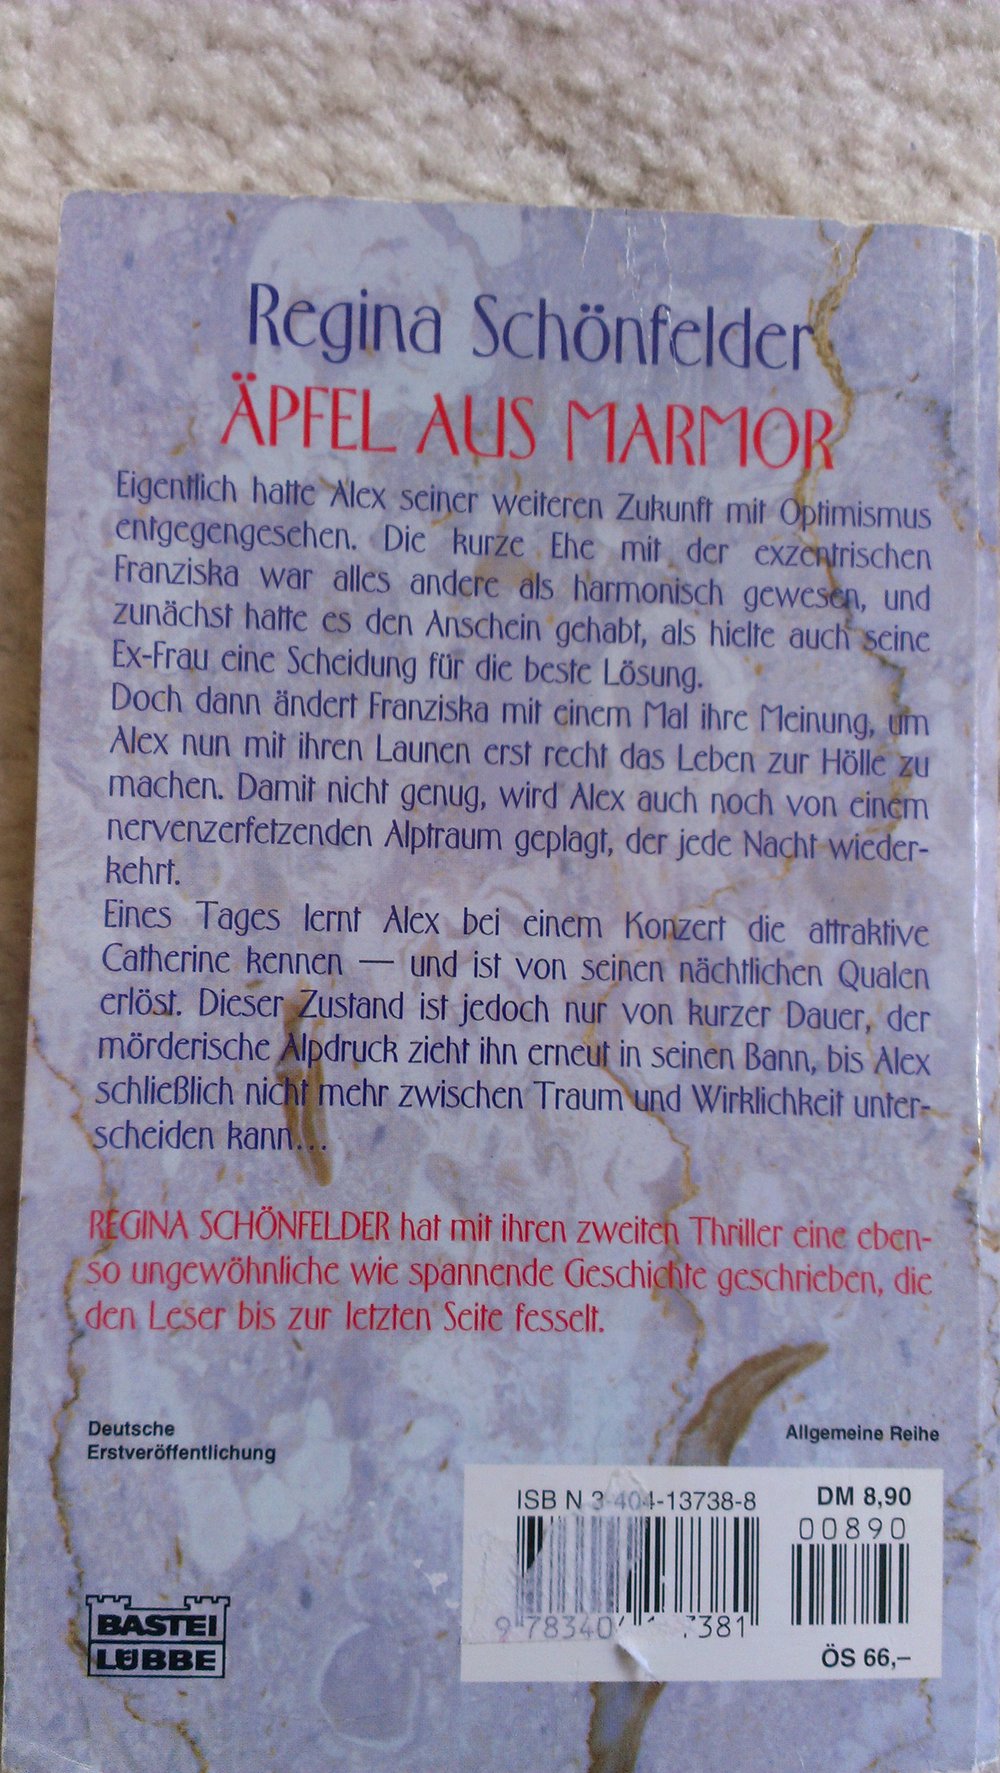 Regina Schönfelder
ÄPFEL AUS MARMOR
Eigentlich hatte Alex seiner weiteren Zukunft mit Optimismus
entgegengesehen. Die kurze Ehe mit der exzentrischen
Franziska war alles andere als harmonisch gewesen, und
zunächst hatte es den Anschein gehabt, als hielte auch seine
Ex-Frau eine Scheidung für die beste Lösung.
Doch dann ändert Franziska mit einem Mal ihre Meinung, um
Alex nun mit ihren Launen erst recht das Leben zur Hölle zu
machen. Damit nicht genug, wird Alex auch noch von einem
nervenzerfetzenden Alptraum geplagt, der jede Nacht wieder-
kehrt.
Eines Tages lernt Alex bei einem Konzert die attraktive
Catherine kennen — und ist von seinen nächtlichen Qualen
erlöst. Dieser Zustand ist jedoch nur von kurzer Dauer, der
mörderische Alpdruck zieht ihn erneut in seinen Bann, bis Alex
schließlich nicht mehr zwischen Traum und Wirklichkeit unter-
scheiden kann...
REGINA SCHÖNFELDER hat mit ihren zweiten Thriller eine eben-
so ungewöhnliche wie spannende Geschichte geschrieben, die
den Leser bis zur letzten Seite fesselt.
Deutsche
Erstveröffentlichung
Allgemeine Reihe
ISBN 3-404-13738-8
DM 8,90
00890
ÖS 66,–
BASTEI
LÜBBE